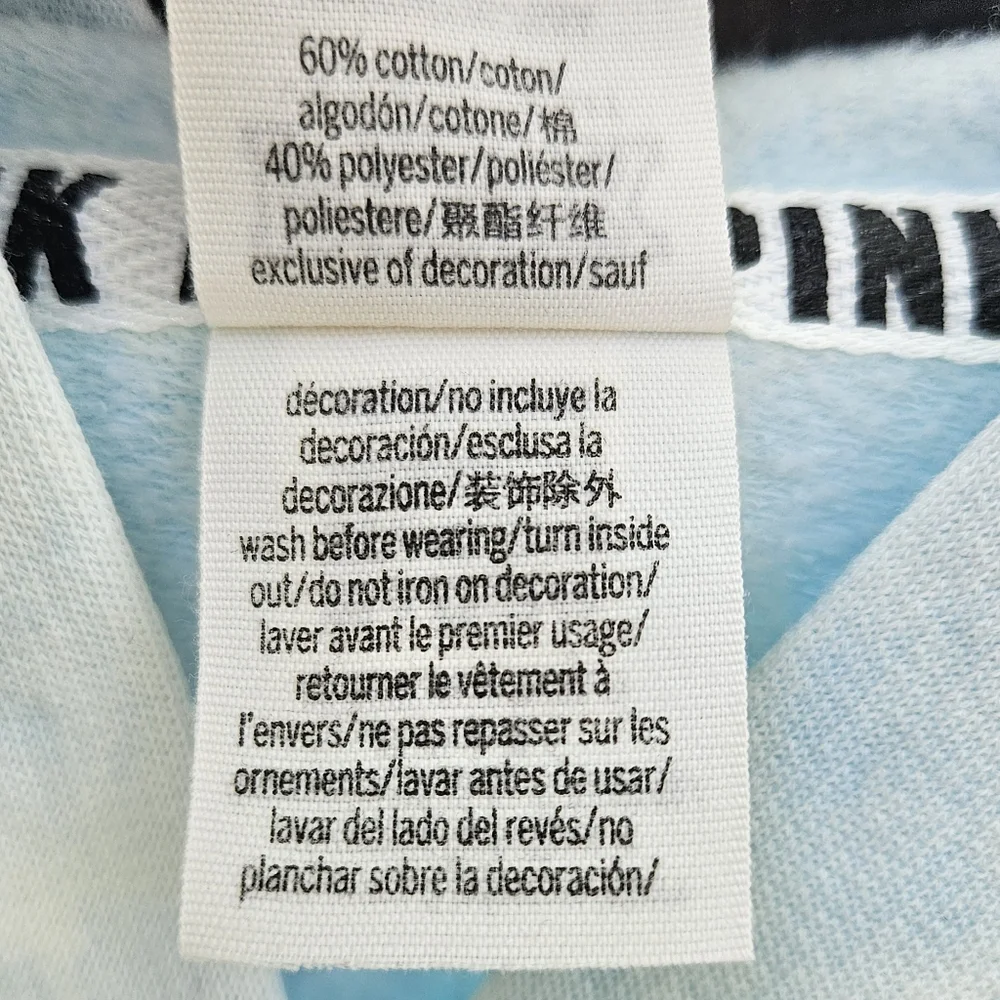 60% cotton/coton/
algodón/cotone/棉
40% polyester/poliéster/
poliestere/聚酯纤维
exclusive of decoration/sauf
K
PINK
décoration/no incluye la
decoración/esclusa la
decorazione/装饰除外
wash before wearing/turn inside
out/do not iron on decoration/
laver avant le premier usage/
retourner le vêtement à
l'envers/ne pas repasser sur les
ornements/lavar antes de usar/
lavar del lado del revés/no
planchar sobre la decoración/